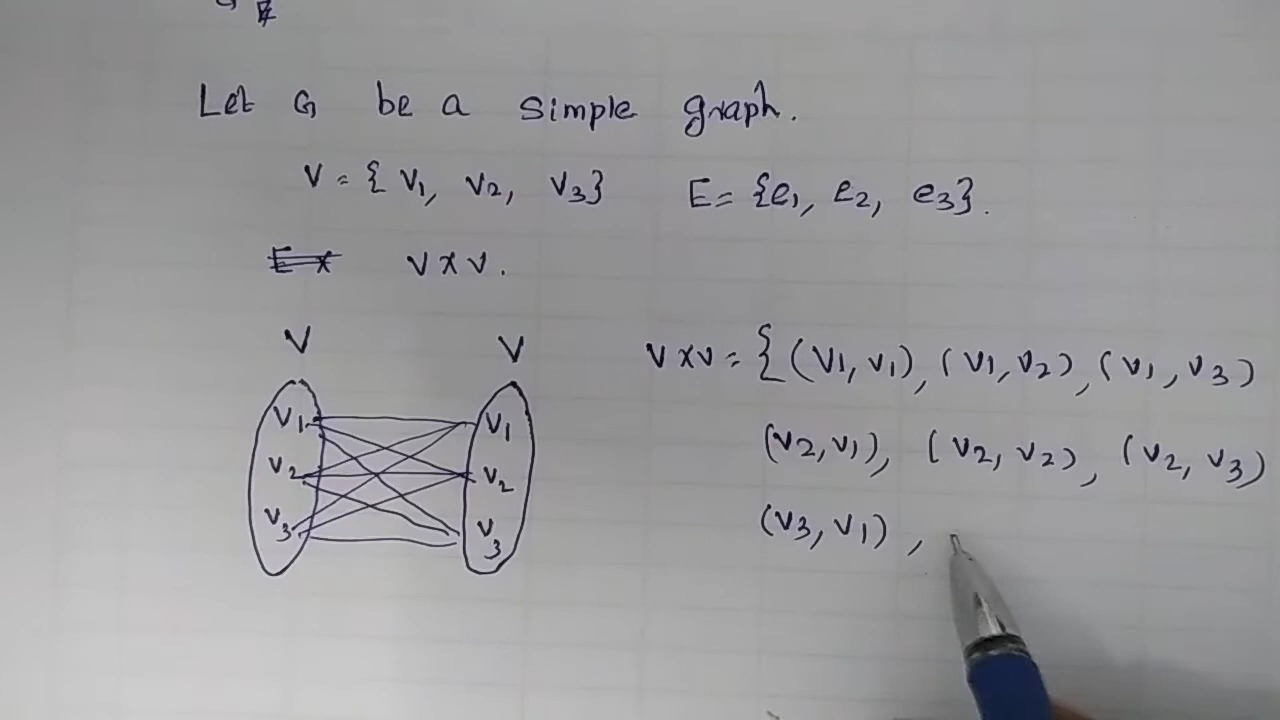 Let G be a simple graph.
V = { V1, V2, V3} E = {e1, e2, e3}.
V X V.
V V
V1 V1
V2 V2
V3 V3
V X V = { (V1, V1), (V1, V2), (V1, V3)
(V2, V1), (V2, V2), (V2, V3)
(V3, V1),